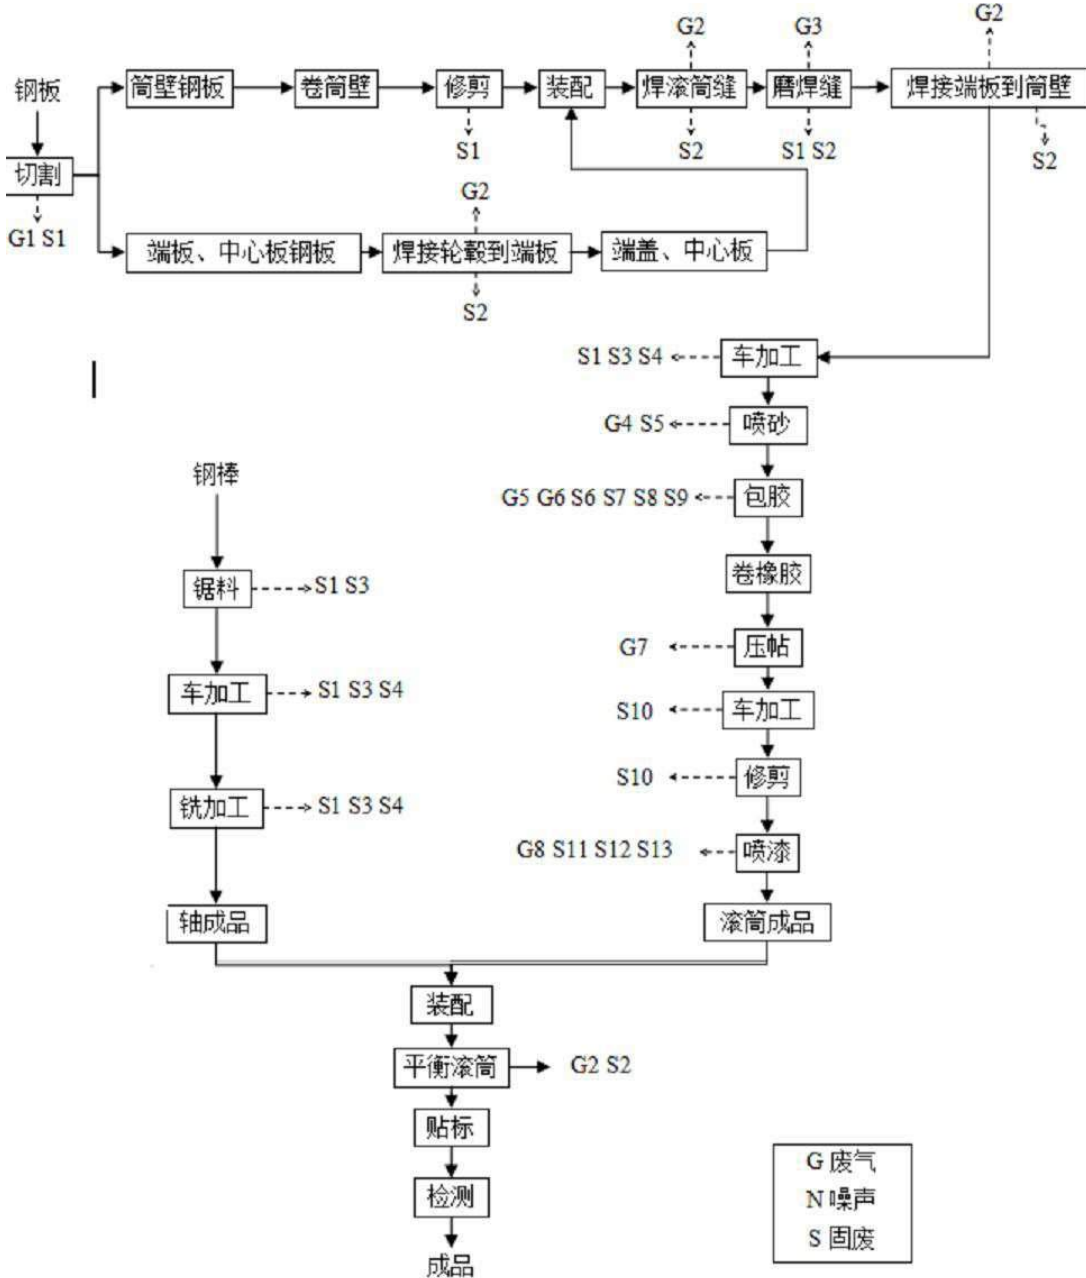 G2
G2
G3
钢板
筒壁钢板
卷筒壁
修剪
装配
焊滚筒缝
磨焊缝
焊接端板到筒壁
S1
S2
S1 S2
S2
切割
G1 S1
G2
端板、中心板钢板
焊接轮毂到端板
端盖、中心板
S2
S1 S3 S4
车加工
G4 S5
喷砂
钢棒
G5 G6 S6 S7 S8 S9
包胶
锯料
S1 S3
卷橡胶
G7
压帖
车加工
S1 S3 S4
S10
车加工
S10
修剪
铣加工
S1 S3 S4
G8 S11 S12 S13
喷漆
轴成品
滚筒成品
装配
平衡滚筒
G2 S2
贴标
检测
成品
G 废气
N 噪声
S 固废